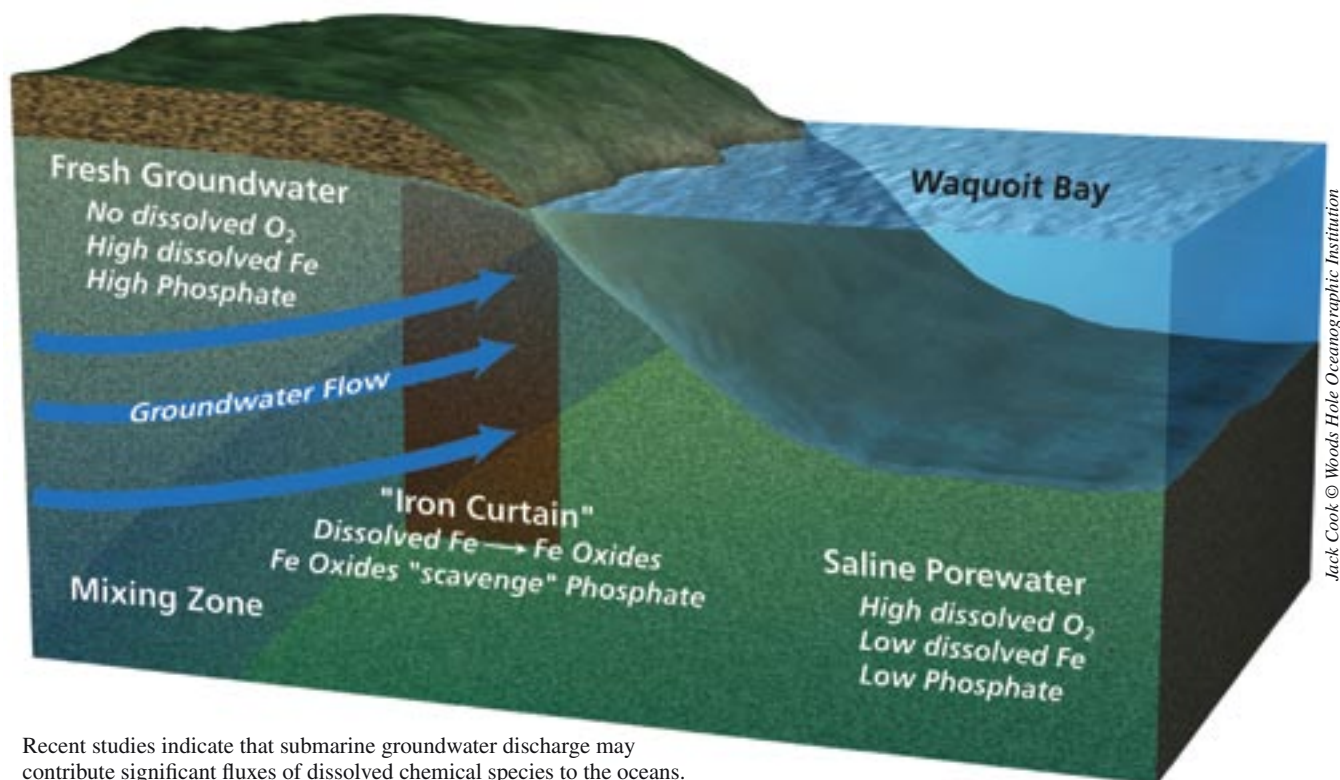 Fresh Groundwater
No dissolved O₂
High dissolved Fe
High Phosphate
Groundwater Flow
"Iron Curtain"
Dissolved Fe → Fe Oxides
Fe Oxides "scavenge" Phosphate
Mixing Zone
Waquoit Bay
Saline Porewater
High dissolved O₂
Low dissolved Fe
Low Phosphate
Jack Cook © Woods Hole Oceanographic Institution
Recent studies indicate that submarine groundwater discharge may
contribute significant fluxes of dissolved chemical species to the oceans.